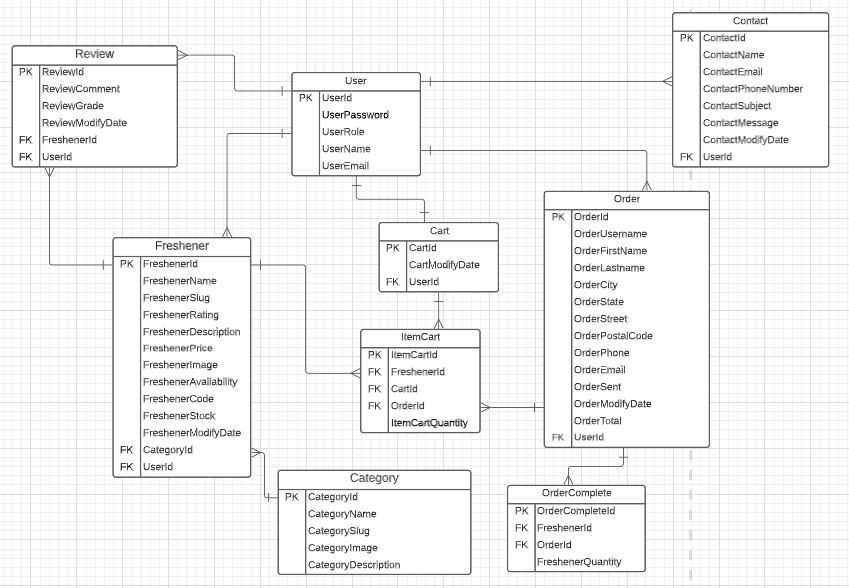 Review
PK ReviewId
ReviewComment
ReviewGrade
ReviewModifyDate
FK FreshenerId
FK UserId
User
PK UserId
UserPassword
UserRole
UserName
UserEmail
Contact
PK ContactId
ContactName
ContactEmail
ContactPhoneNumber
ContactSubject
ContactMessage
ContactModifyDate
FK UserId
Freshener
PK FreshenerId
FreshenerName
FreshenerSlug
FreshenerRating
FreshenerDescription
FreshenerPrice
FreshenerImage
FreshenerAvailability
FreshenerCode
FreshenerStock
FreshenerModifyDate
FK CategoryId
FK UserId
Cart
PK CartId
CartModifyDate
FK UserId
ItemCart
PK ItemCartId
FK FreshenerId
FK CartId
FK OrderId
ItemCartQuantity
Order
PK OrderId
OrderUsername
OrderFirstName
OrderLastname
OrderCity
OrderState
OrderStreet
OrderPostalCode
OrderPhone
OrderEmail
OrderSent
OrderModifyDate
OrderTotal
FK UserId
Category
PK CategoryId
CategoryName
CategorySlug
CategoryImage
CategoryDescription
OrderComplete
PK OrderCompleteId
FK FreshenerId
FK OrderId
FreshenerQuantity